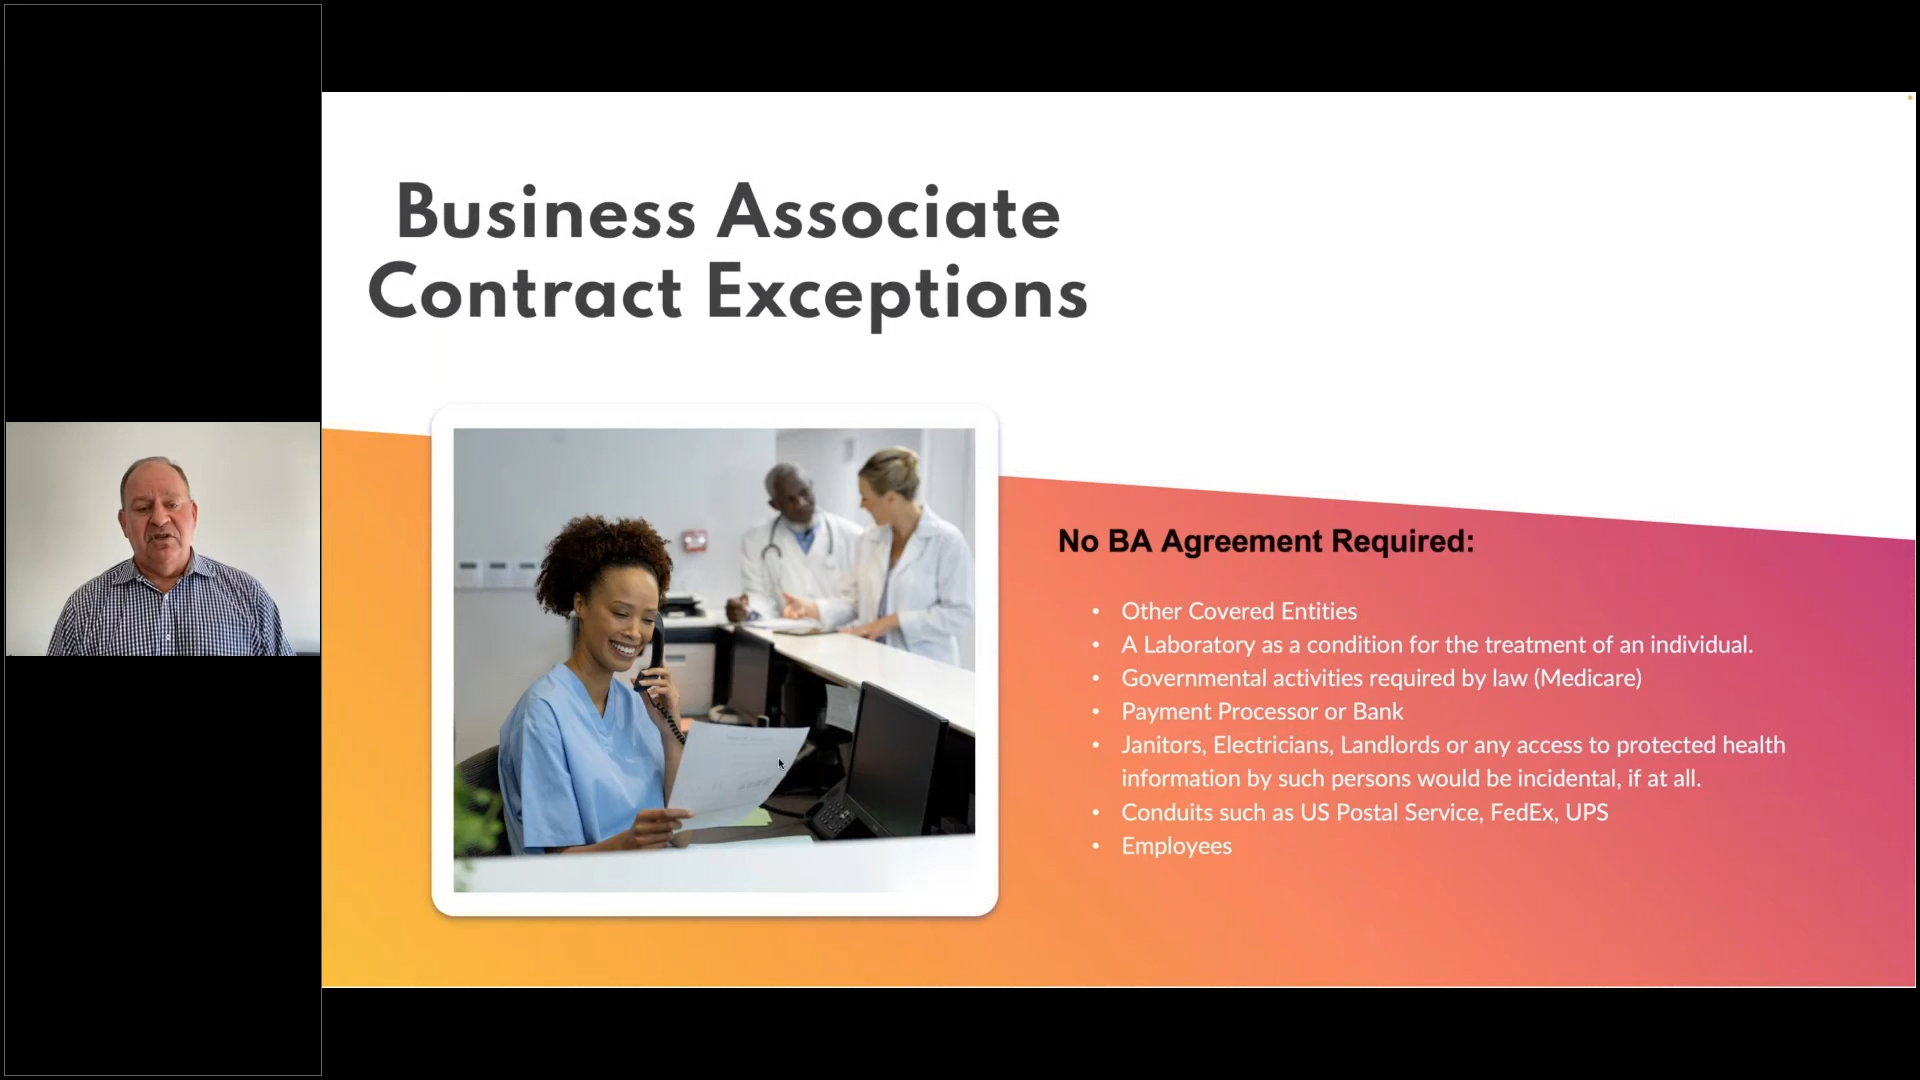 Business Associate
Contract Exceptions
No BA Agreement Required:
• Other Covered Entities
• A Laboratory as a condition for the treatment of an individual.
• Governmental activities required by law (Medicare)
• Payment Processor or Bank
• Janitors, Electricians, Landlords or any access to protected health
information by such persons would be incidental, if at all.
• Conduits such as US Postal Service, FedEx, UPS
• Employees